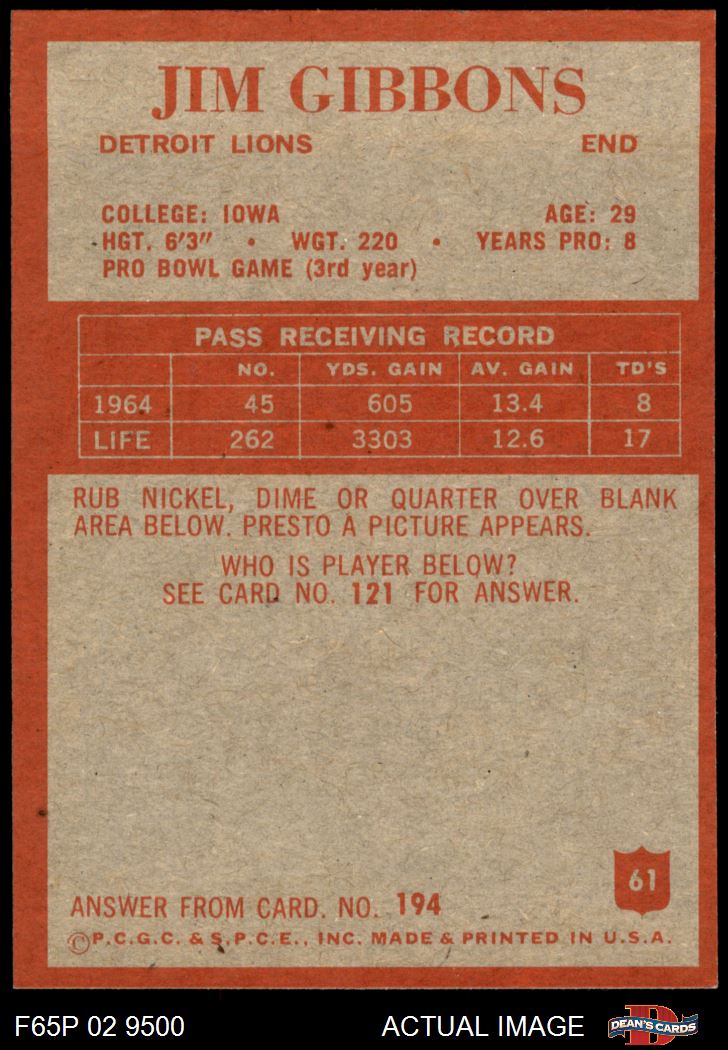 JIM GIBBONS
DETROIT LIONS END
COLLEGE: IOWA AGE: 29
HGT. 6'3" • WGT. 220 • YEARS PRO: 8
PRO BOWL GAME (3rd year)
PASS RECEIVING RECORD
NO. YDS. GAIN AV. GAIN TD'S
1964 45 605 13.4 8
LIFE 262 3303 12.6 17
RUB NICKEL, DIME OR QUARTER OVER BLANK
AREA BELOW. PRESTO A PICTURE APPEARS.
WHO IS PLAYER BELOW?
SEE CARD NO. 121 FOR ANSWER.
61
ANSWER FROM CARD. NO. 194
©P.C.G.C. & S.P.C.E., INC. MADE & PRINTED IN U.S.A.
F65P 02 9500 ACTUAL IMAGE D DEAN'S CARDS